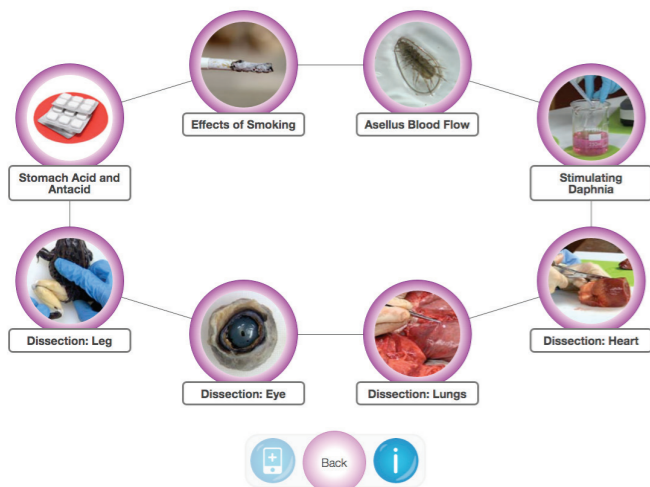 Effects of Smoking
Asellus Blood Flow
Stomach Acid and
Antacid
Stimulating
Daphnia
Dissection: Leg
Dissection: Heart
Dissection: Eye
Dissection: Lungs
Back
i